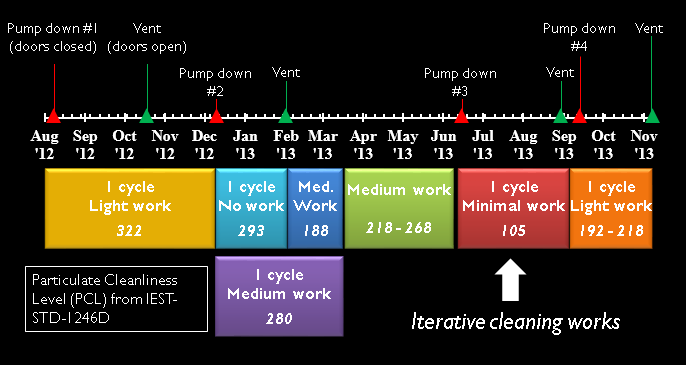 Pump down #1
(doors closed)
Vent
(doors open)
Pump down
#2
Vent
Pump down
#3
Vent
Pump down
#4
Vent
Aug '12
Sep '12
Oct '12
Nov '12
Dec '12
Jan '13
Feb '13
Mar '13
Apr '13
May '13
Jun '13
Jul '13
Aug '13
Sep '13
Oct '13
Nov '13
1 cycle
Light work
322
1 cycle
No work
293
Med.
Work
188
Medium work
218 - 268
1 cycle
Minimal work
105
1 cycle
Light work
192 - 218
1 cycle
Medium work
280
Particulate Cleanliness
Level (PCL) from IEST-
STD-1246D
Iterative cleaning works